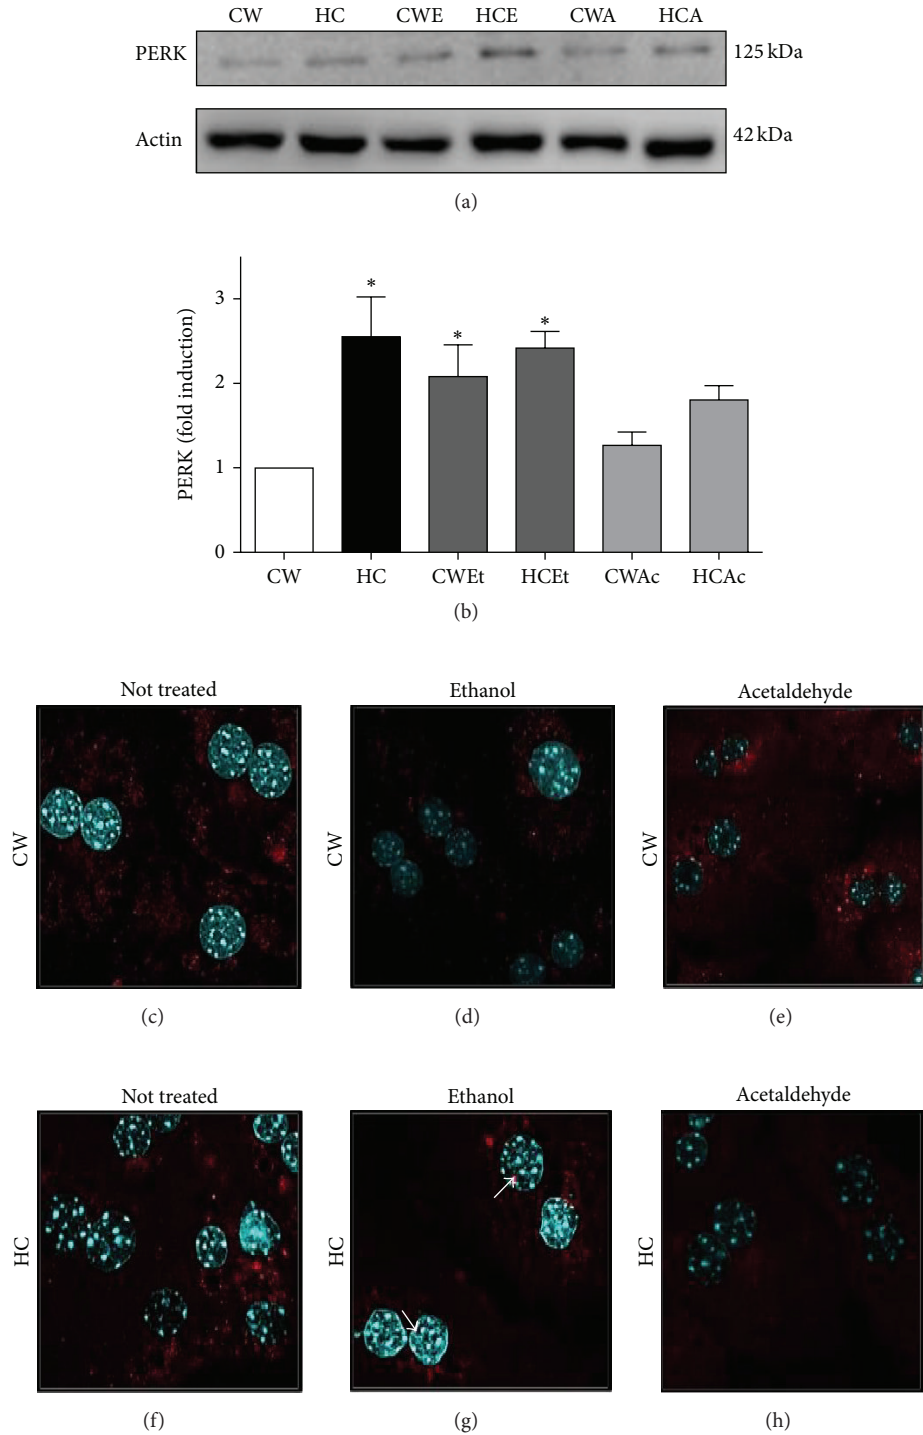 CW HC CWE HCE CWA HCA
PERK 125 kDa
Actin 42 kDa
(a)
PERK (fold induction)
3
2
1
0
* * *
CW HC CWEt HCEt CWAc HCAc
(b)
Not treated Ethanol Acetaldehyde
CW CW CW
(c) (d) (e)
Not treated Ethanol Acetaldehyde
HC HC HC
(f) (g) (h)